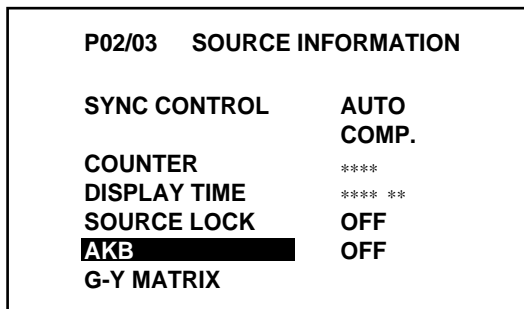 P02/03 SOURCE INFORMATION
SYNC CONTROL AUTO
COMP.
COUNTER ****
DISPLAY TIME **** **
SOURCE LOCK OFF
AKB OFF
G-Y MATRIX